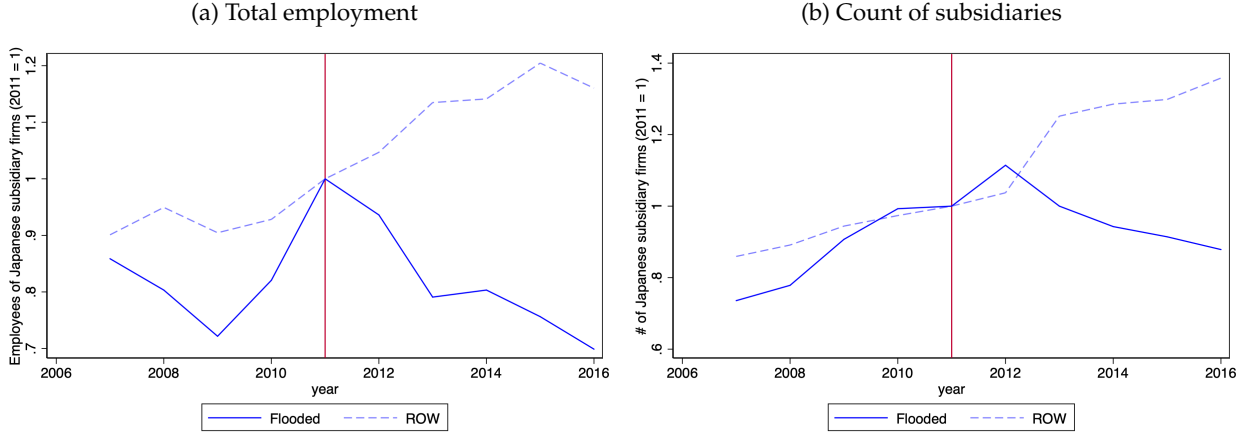 (a) Total employment
Employees of Japanese subsidiary firms (2011 = 1)
1.2
1.1
1
.9
.8
.7
2006 2008 2010 2012 2014 2016
year
Flooded ROW
(b) Count of subsidiaries
# of Japanese subsidiary firms (2011 = 1)
1.4
1.2
1
.8
.6
2006 2008 2010 2012 2014 2016
year
Flooded ROW